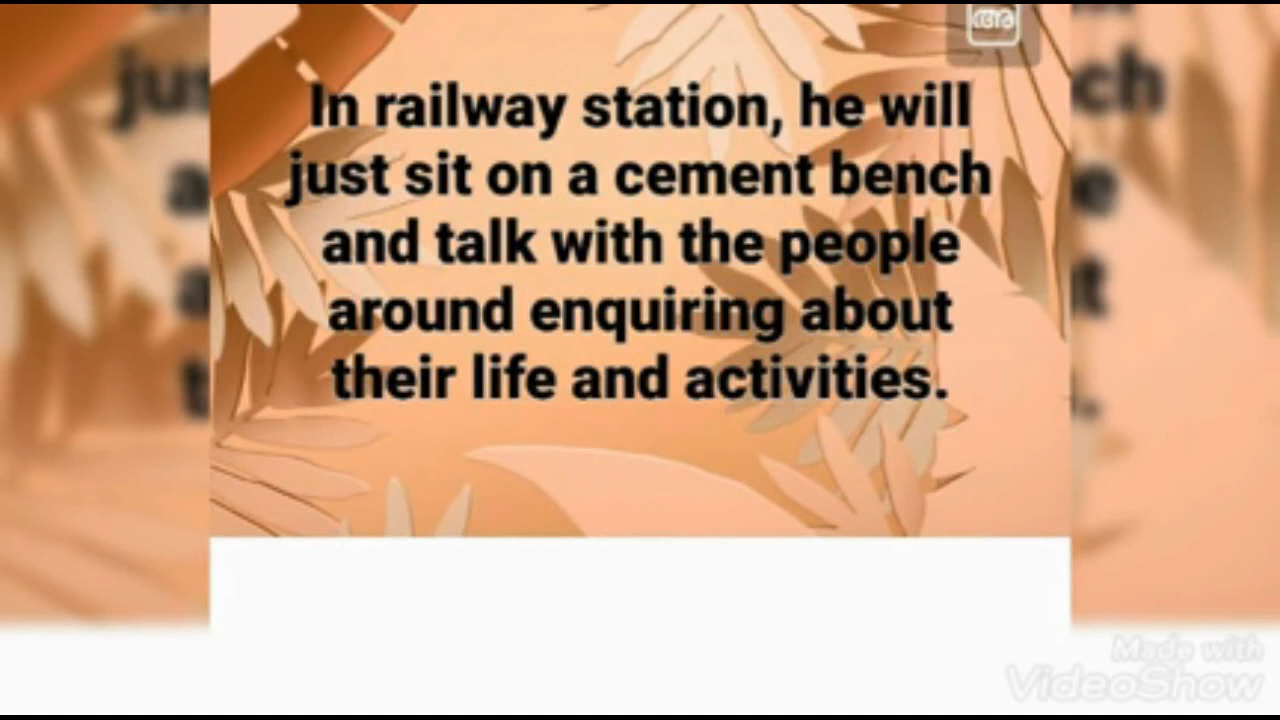 അ
In railway station, he will
just sit on a cement bench
and talk with the people
around enquiring about
their life and activities.
Made with
VideoShow